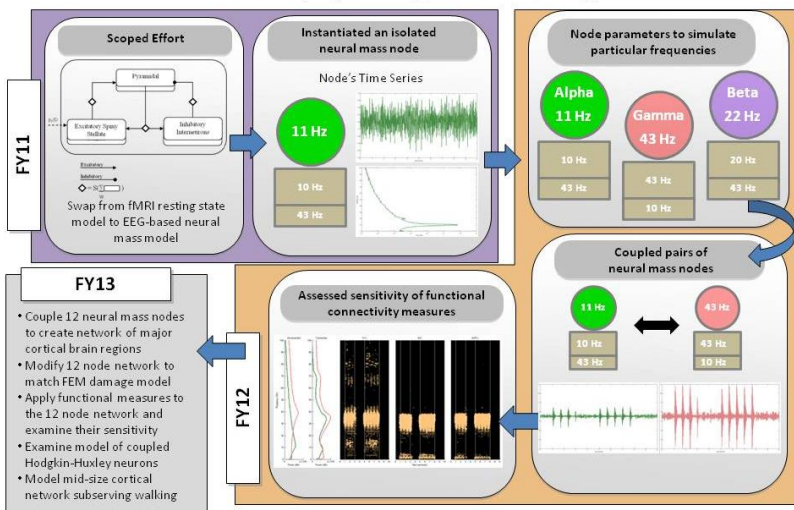 FY11
Scoped Effort
Pyramidal
Excitatory Spiny
Stellate
Inhibitory
Interneurons
Excitatory
Inhibitory
Swap from fMRI resting state
model to EEG-based neural
mass model
Instantiated an isolated
neural mass node
Node's Time Series
11 Hz
10 Hz
43 Hz
Node parameters to simulate
particular frequencies
Alpha
11 Hz
10 Hz
43 Hz
Gamma
43 Hz
43 Hz
10 Hz
Beta
22 Hz
20 Hz
43 Hz
Coupled pairs of
neural mass nodes
11 Hz
10 Hz
43 Hz
43 Hz
43 Hz
10 Hz
FY12
Assessed sensitivity of functional
connectivity measures
FY13
• Couple 12 neural mass nodes
to create network of major
cortical brain regions
• Modify 12 node network to
match FEM damage model
• Apply functional measures to
the 12 node network and
examine their sensitivity
• Examine model of coupled
Hodgkin-Huxley neurons
• Model mid-size cortical
network subserving walking